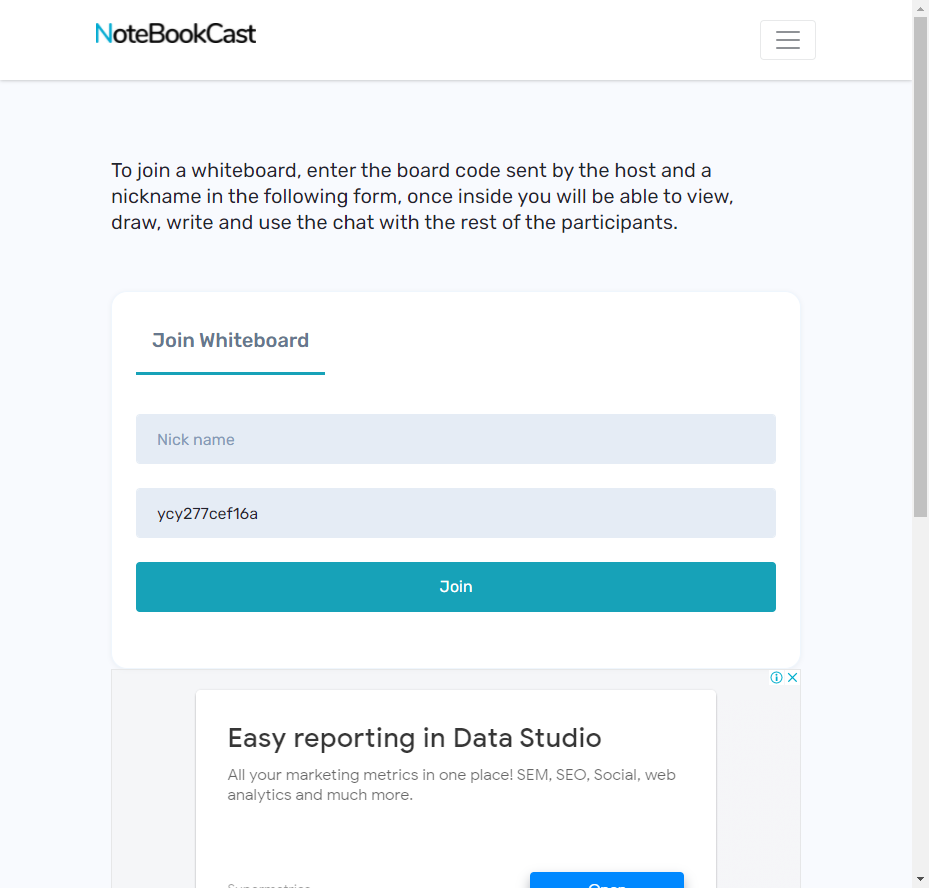 NoteBookCast
To join a whiteboard, enter the board code sent by the host and a
nickname in the following form, once inside you will be able to view,
draw, write and use the chat with the rest of the participants.
Join Whiteboard
Nick name
ycy277cef16a
Join
Easy reporting in Data Studio
All your marketing metrics in one place! SEM, SEO, Social, web
analytics and much more.
Supermetrics
Open